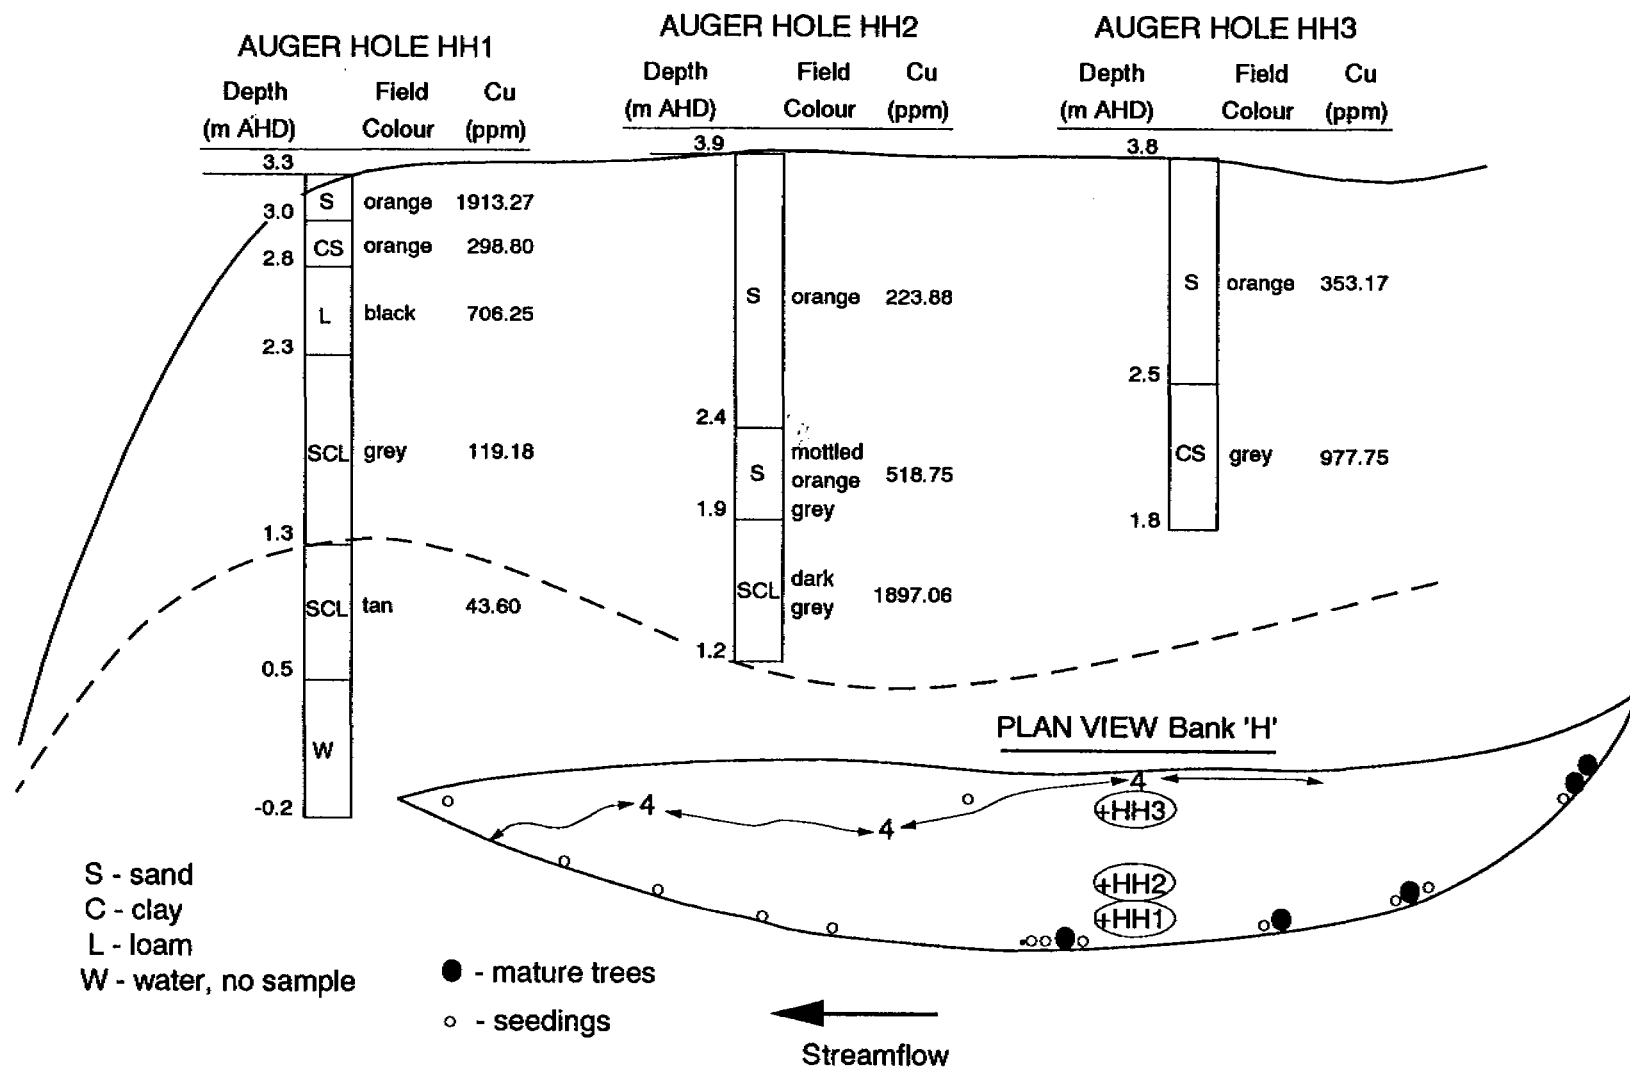 AUGER HOLE HH1
Depth Field Cu
(m AHD) Colour (ppm)
3.3
S orange 1913.27
3.0
CS orange 298.80
2.8
L black 706.25
2.3
SCL grey 119.18
1.3
SCL tan 43.60
0.5
W
-0.2
AUGER HOLE HH2
Depth Field Cu
(m AHD) Colour (ppm)
3.9
S orange 223.88
2.4
mottled
S orange 518.75
grey
1.9
SCL dark
grey 1897.06
1.2
AUGER HOLE HH3
Depth Field Cu
(m AHD) Colour (ppm)
3.8
S orange 353.17
2.5
CS grey 977.75
1.8
PLAN VIEW Bank 'H'
4 4 4
+HH3
+HH2
+HH1
S - sand
C - clay
L - loam
W - water, no sample
- mature trees
- seedings
Streamflow